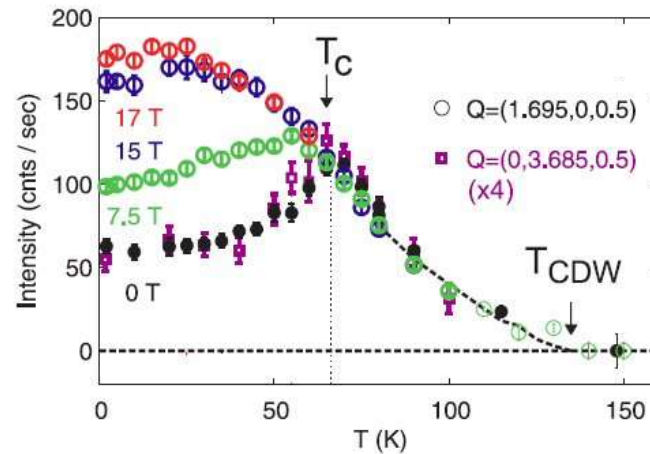 200
150
100
50
0
0
50
100
150
Intensity (cnts / sec)
T (K)
T_C
T_CDW
17 T
15 T
7.5 T
0 T
Q=(1.695,0,0.5)
Q=(0,3.685,0.5)
(x4)